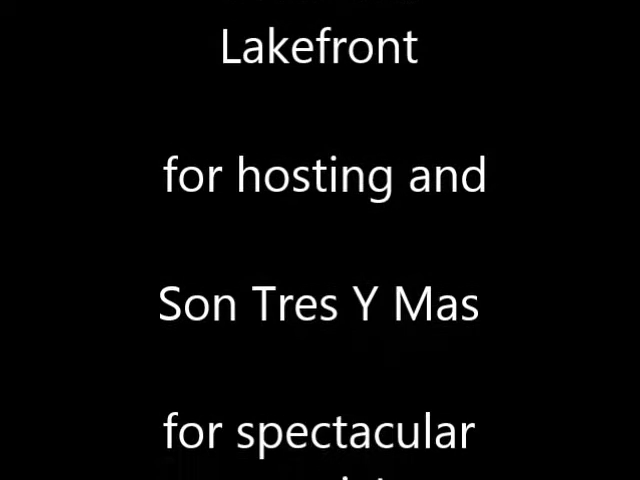 Lakefront
for hosting and
Son Tres Y Mas
for spectacular